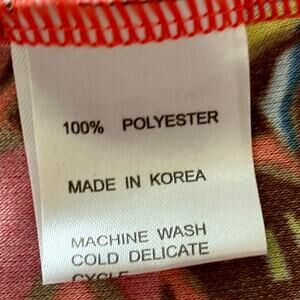 100% POLYESTER
MADE IN KOREA
MACHINE WASH
COLD DELICATE
CYCLE